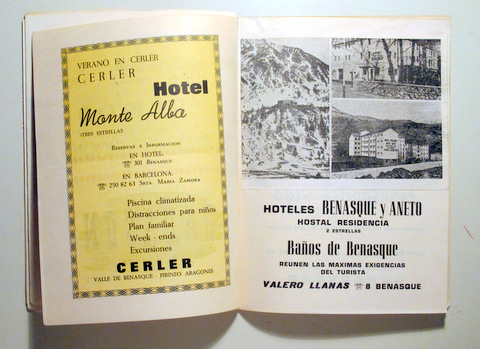 VERANO EN CERLER
CERLER
Hotel
Monte Alba
(TRES ESTRELLAS
RESERVAS E INFORMACION
EN HOTEL:
☎ 301 BENASQUE
EN BARCELONA:
☎ 250 82 63 SRTA. MARIA ZAMORA
Piscina climatizada
Distracciones para niños
Plan familiar
Week - ends
Excursiones
CERLER
VALLE DE BENASQUE - PIRINEO ARAGONES
HOTELES BENASQUE y ANETO
HOSTAL RESIDENCIA
2 ESTRELLAS
Baños de Benasque
REUNEN LAS MAXIMAS EXIGENCIAS
DEL TURISTA
VALERO LLANAS ☎ 8 BENASQUE